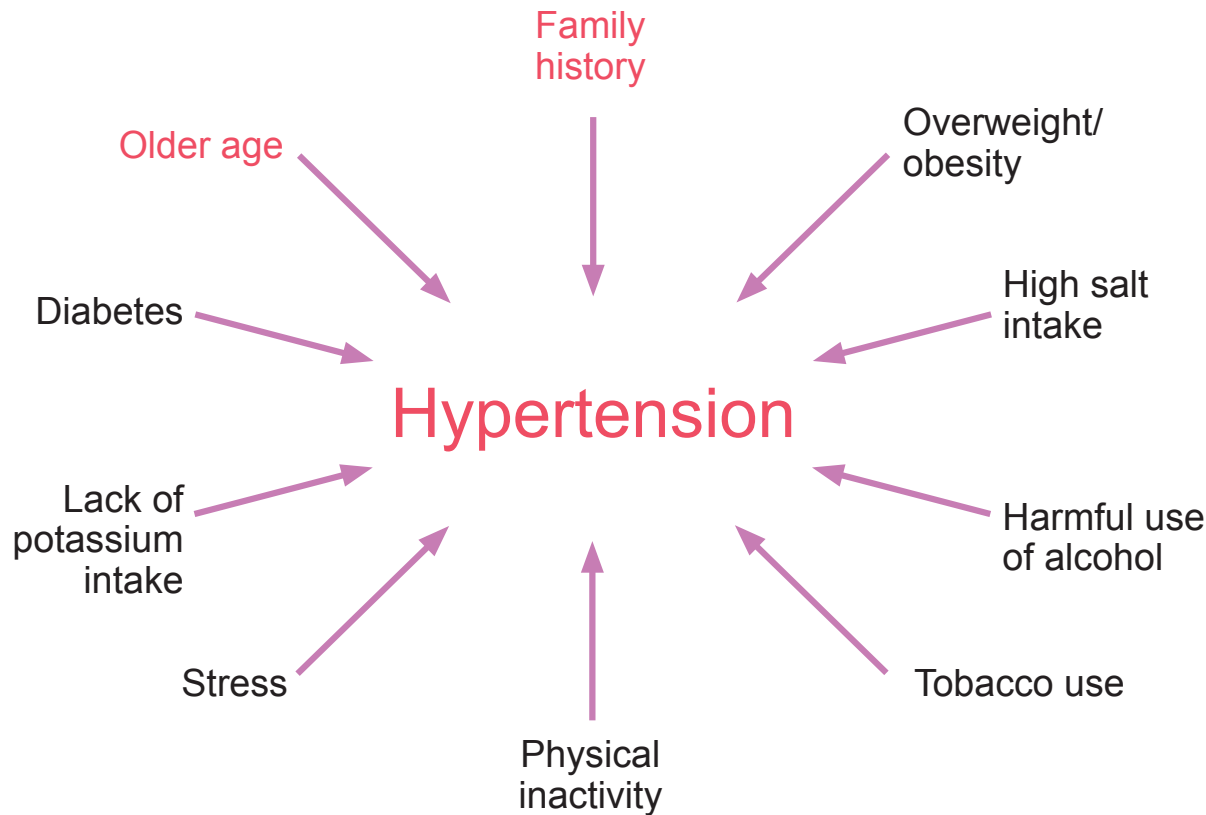 Family
history
Older age
Overweight/
obesity
Diabetes
High salt
intake
Hypertension
Lack of
potassium
intake
Harmful use
of alcohol
Stress
Tobacco use
Physical
inactivity